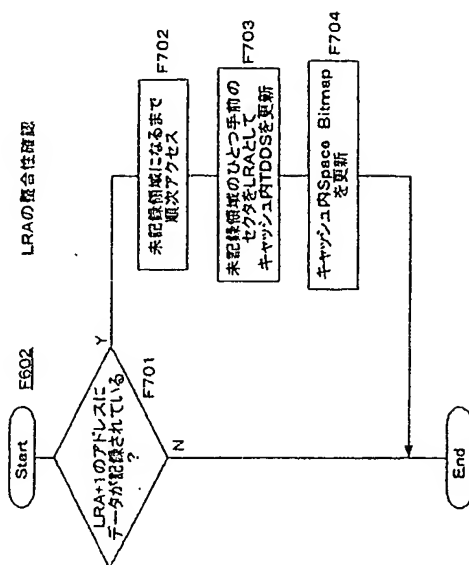 F602
LRAの整合性確認
Start
LRA+1のアドレスに
データが記録されている
?
F701
Y
N
F702
未記録領域になるまで
順次アクセス
F703
未記録領域のひとつ手前の
セクタをLRAとして
キャッシュ内TDDSを更新
F704
キャッシュ内Space Bitmap
を更新
End